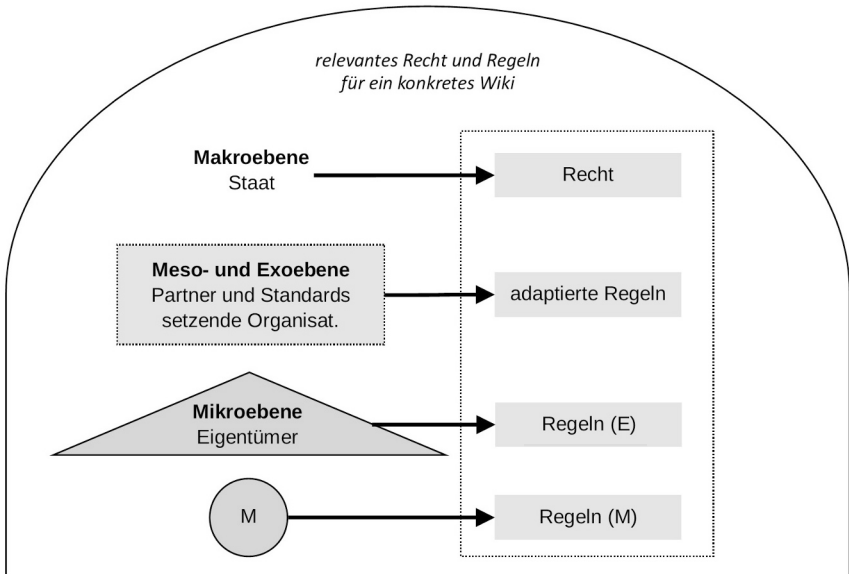 relevantes Recht und Regeln
für ein konkretes Wiki
Makroebene
Staat
Recht
Meso- und Exoebene
Partner und Standards
setzende Organisat.
adaptierte Regeln
Mikroebene
Eigentümer
Regeln (E)
M
Regeln (M)